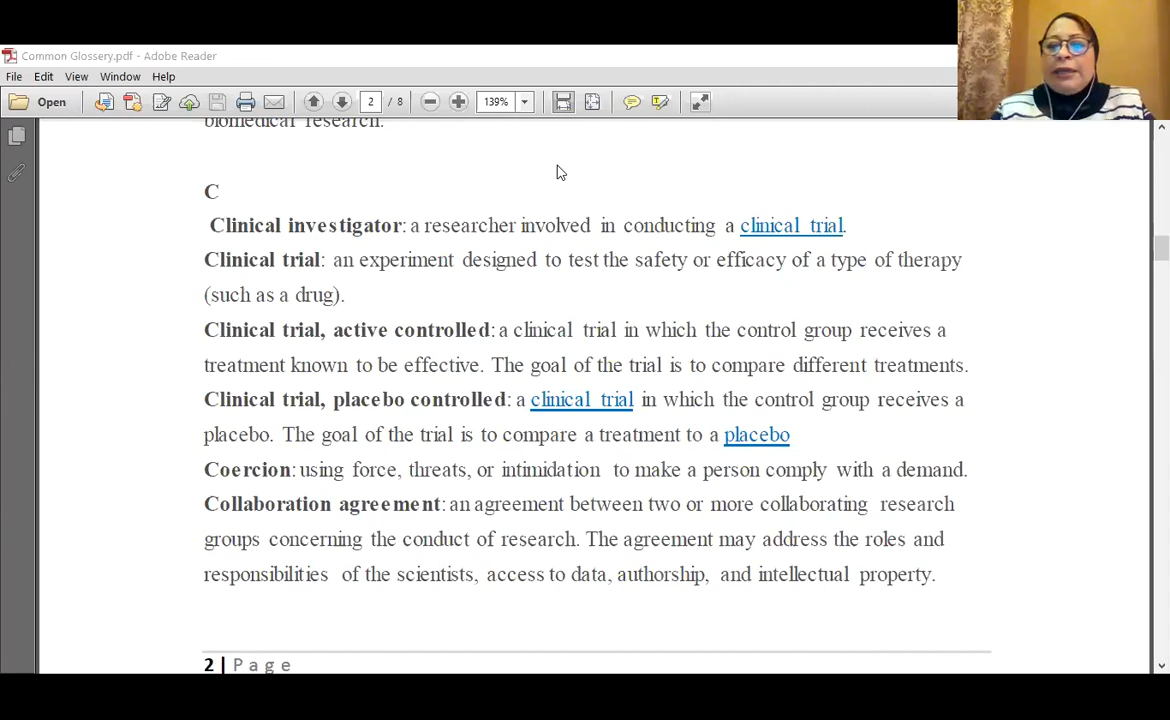 Common Glossery.pdf - Adobe Reader
File Edit View Window Help
Open 2 / 8 139%
biomedical research.
C
Clinical investigator: a researcher involved in conducting a clinical trial.
Clinical trial: an experiment designed to test the safety or efficacy of a type of therapy
(such as a drug).
Clinical trial, active controlled: a clinical trial in which the control group receives a
treatment known to be effective. The goal of the trial is to compare different treatments.
Clinical trial, placebo controlled: a clinical trial in which the control group receives a
placebo. The goal of the trial is to compare a treatment to a placebo
Coercion: using force, threats, or intimidation to make a person comply with a demand.
Collaboration agreement: an agreement between two or more collaborating research
groups concerning the conduct of research. The agreement may address the roles and
responsibilities of the scientists, access to data, authorship, and intellectual property.
2 | Page